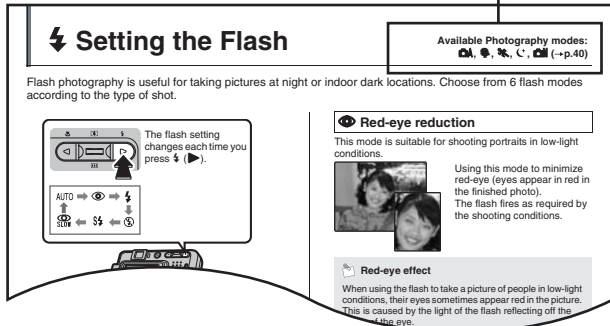 Setting the Flash
Available Photography modes:
(→p.40)
Flash photography is useful for taking pictures at night or indoor dark locations. Choose from 6 flash modes
according to the type of shot.
The flash setting
changes each time you
press (▶).
AUTO
SLOW
S
Red-eye reduction
This mode is suitable for shooting portraits in low-light
conditions.
Using this mode to minimize
red-eye (eyes appear in red in
the finished photo).
The flash fires as required by
the shooting conditions.
Red-eye effect
When using the flash to take a picture of people in low-light
conditions, their eyes sometimes appear red in the picture.
This is caused by the light of the flash reflecting off the
of the eye.